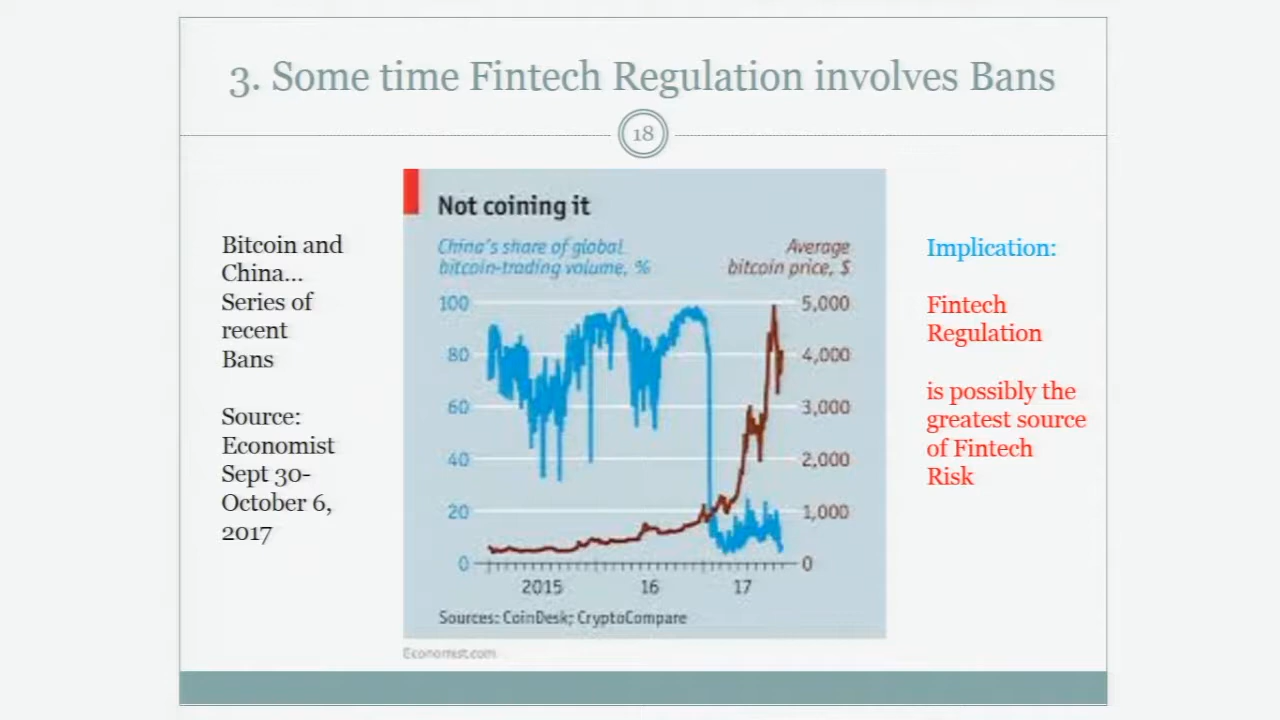 3. Some time Fintech Regulation involves Bans
18
Bitcoin and
China...
Series of
recent
Bans
Source:
Economist
Sept 30-
October 6,
2017
Not coining it
China's share of global
bitcoin-trading volume, %
Average
bitcoin price, $
100
80
60
40
20
0
5,000
4,000
3,000
2,000
1,000
0
2015
16
17
Sources: CoinDesk; CryptoCompare
Economist.com
Implication:
Fintech
Regulation
is possibly the
greatest source
of Fintech
Risk